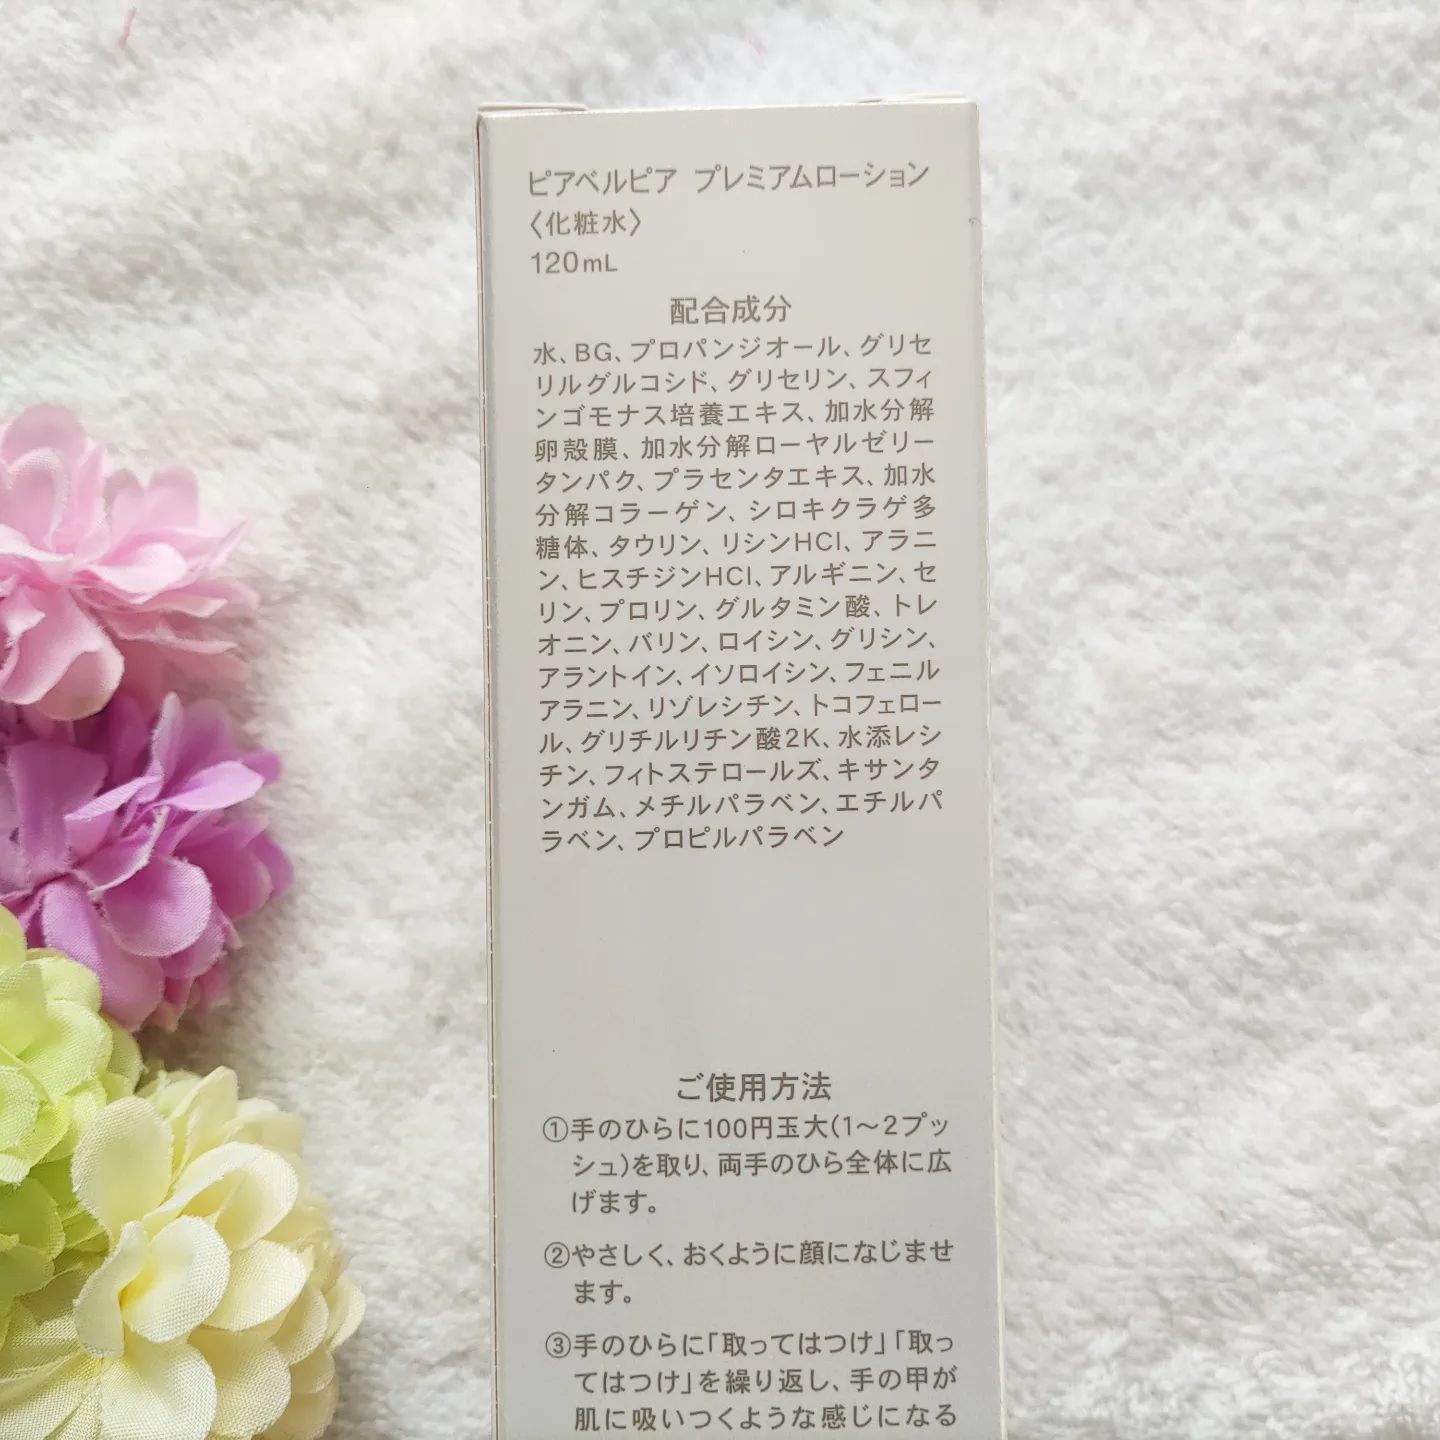 ピアベルピア プレミアムローション
〈化粧水〉
120mL
配合成分
水、BG、プロパンジオール、グリセ
リルグルコシド、グリセリン、スフィ
ンゴモナス培養エキス、加水分解
卵殻膜、加水分解ローヤルゼリー
タンパク、プラセンタエキス、加水
分解コラーゲン、シロキクラゲ多
糖体、タウリン、リシンHCl、アラニ
ン、ヒスチジンHCl、アルギニン、セ
リン、プロリン、グルタミン酸、トレ
オニン、バリン、ロイシン、グリシン、
アラントイン、イソロイシン、フェニル
アラニン、リゾレシチン、トコフェロー
ル、グリチルリチン酸2K、水添レシ
チン、フィトステロールズ、キサンタ
ンガム、メチルパラベン、エチルパ
ラベン、プロピルパラベン
ご使用方法
①手のひらに100円玉大(1〜2プッ
シュ)を取り、両手のひら全体に広
げます。
②やさしく、おくように顔になじませ
ます。
③手のひらに「取ってはつけ」「取っ
てはつけ」を繰り返し、手の甲が
肌に吸いつくような感じになる